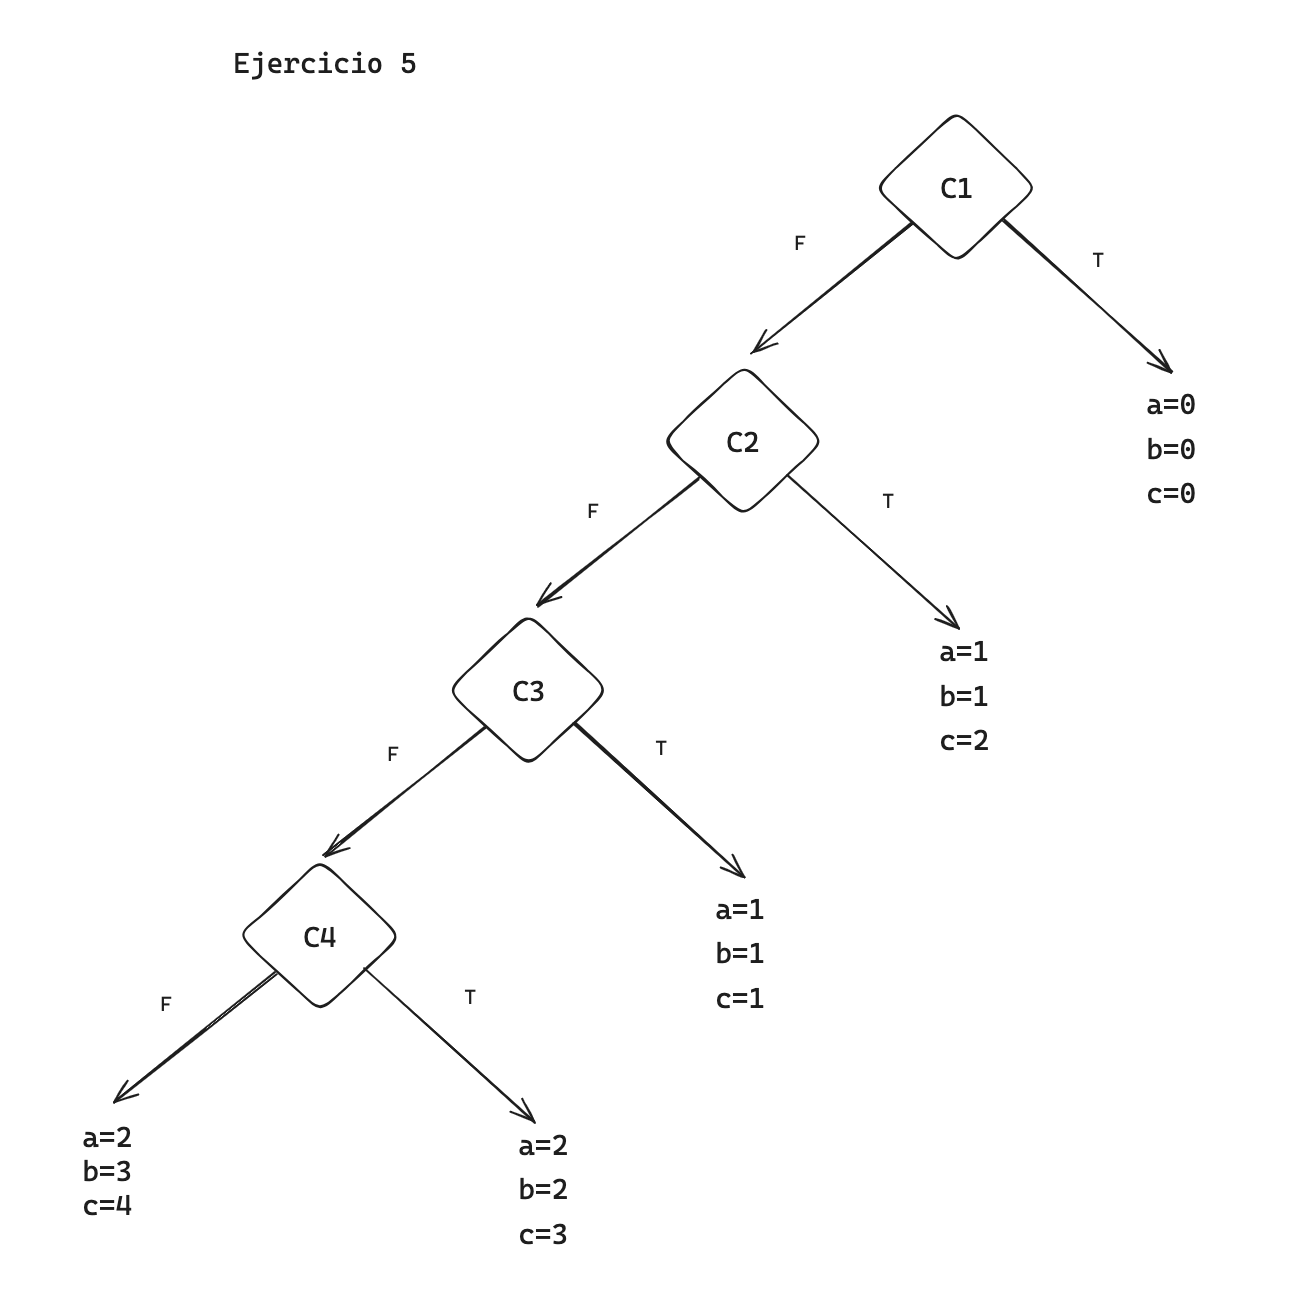 Ejercicio 5
C1
F
T
a=0
b=0
c=0
C2
F
T
a=1
b=1
c=2
C3
F
T
a=1
b=1
c=1
C4
F
T
a=2
b=3
c=4
a=2
b=2
c=3